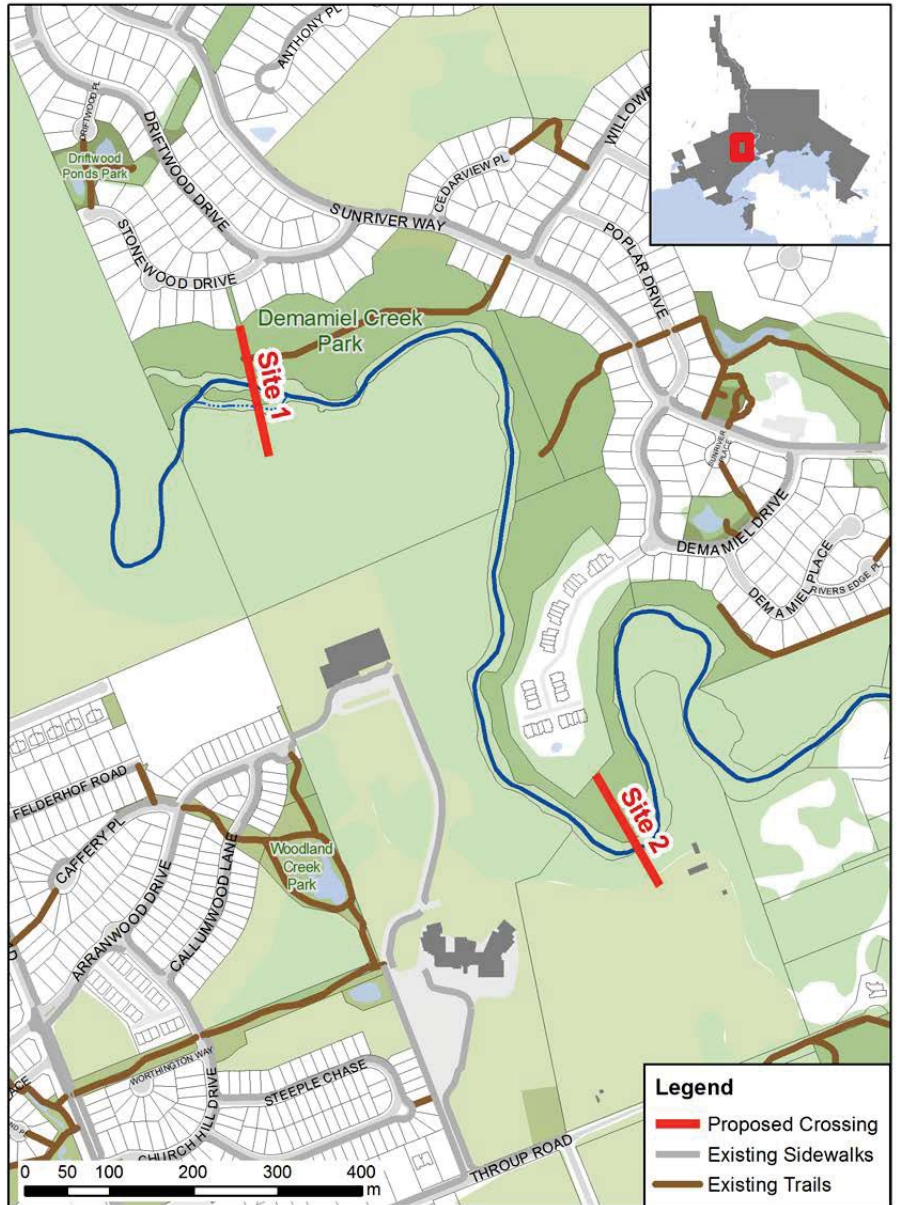 ANTHONY PL
DRIFTWOOD PL
Driftwood
Ponds Park
DRIFTWOOD DRIVE
CEDARVIEW PL
SUNRIVER WAY
STONEWOOD DRIVE
POPLAR DRIVE
Demamiel Creek
Park
Site 1
SUNRIVER
PLACE
DEMAMIEL DRIVE
DEMAMIEL PLACE
RIVERS EDGE PL
FELDERHOF ROAD
Site 2
CAFFERY PL
Woodland
Creek
Park
ARRANWOOD DRIVE
CALLUMWOOD LANE
WORTHINGTON WAY
STEEPLE CHASE
CHURCH HILL DRIVE
THROUP ROAD
0 50 100 200 300 400
m
Legend
Proposed Crossing
Existing Sidewalks
Existing Trails